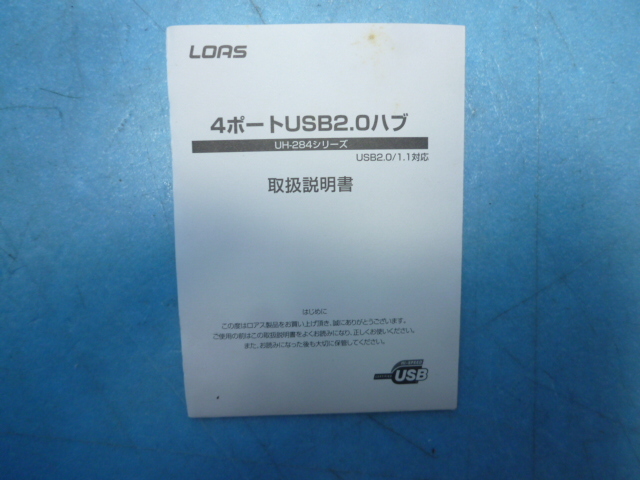 LOAS
4ポートUSB2.0ハブ
UH-284シリーズ
USB2.0/1.1対応
取扱説明書
はじめに
この度はロアス製品をお買い上げ頂き、誠にありがとうございます。
ご使用の前はこの取扱説明書をよくお読みになり、正しくお使いください。
また、お読みになった後も大切に保管してください。
HI-SPEED
CERTIFIED
USB